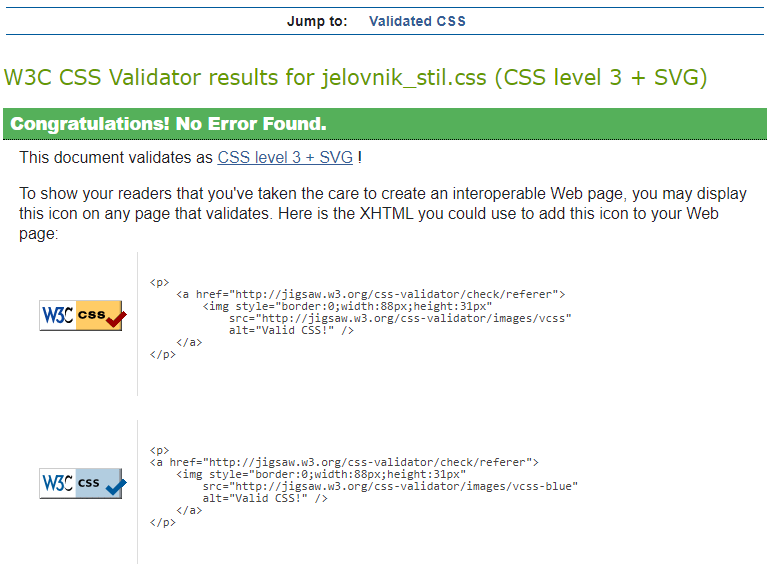 Jump to: Validated CSS
W3C CSS Validator results for jelovnik_stil.css (CSS level 3 + SVG)
Congratulations! No Error Found.
This document validates as CSS level 3 + SVG !
To show your readers that you've taken the care to create an interoperable Web page, you may display
this icon on any page that validates. Here is the XHTML you could use to add this icon to your Web
page:
W3C css
<p>
    <a href="http://jigsaw.w3.org/css-validator/check/referer">
        <img style="border:0;width:88px;height:31px"
            src="http://jigsaw.w3.org/css-validator/images/vcss"
            alt="Valid CSS!" />
    </a>
</p>
W3C css
<p>
<a href="http://jigsaw.w3.org/css-validator/check/referer">
    <img style="border:0;width:88px;height:31px"
        src="http://jigsaw.w3.org/css-validator/images/vcss-blue"
        alt="Valid CSS!" />
    </a>
</p>